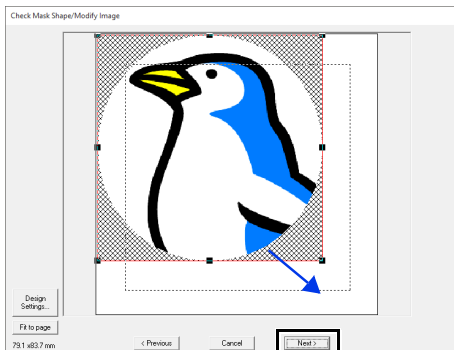 Check Mask Shape/Modify Image
Design
Settings...
Fit to page
79.1 x83.7 mm
< Previous
Cancel
Next >